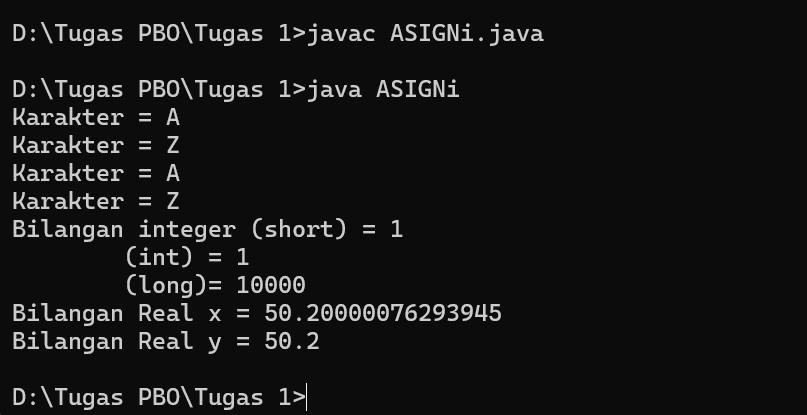 D:\Tugas PBO\Tugas 1>javac ASIGNi.java
D:\Tugas PBO\Tugas 1>java ASIGNi
Karakter = A
Karakter = Z
Karakter = A
Karakter = Z
Bilangan integer (short) = 1
        (int) = 1
        (long)= 10000
Bilangan Real x = 50.20000076293945
Bilangan Real y = 50.2
D:\Tugas PBO\Tugas 1>